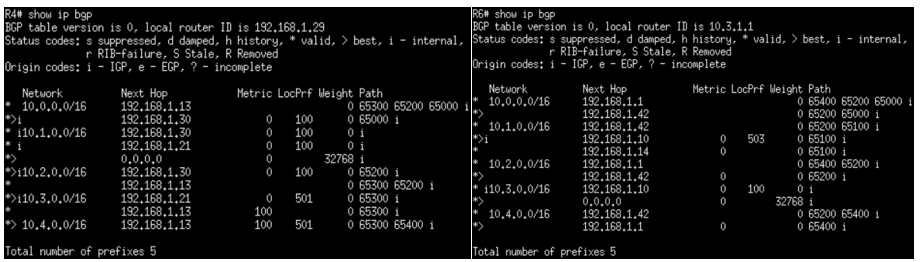 R4# show ip bgp
BGP table version is 0, local router ID is 192.168.1.29
Status codes: s suppressed, d damped, h history, * valid, > best, i - internal,
              r RIB-failure, S Stale, R Removed
Origin codes: i - IGP, e - EGP, ? - incomplete
   Network          Next Hop            Metric LocPrf Weight Path
*  10.0.0.0/16      192.168.1.13                           0 65300 65200 65000 i
*>i                 192.168.1.30             0    100      0 65000 i
* i10.1.0.0/16      192.168.1.30             0    100      0 i
* i                 192.168.1.21             0    100      0 i
*>                  0.0.0.0                  0         32768 i
*>i10.2.0.0/16      192.168.1.30             0    100      0 65200 i
*                   192.168.1.13                           0 65300 65200 i
*>i10.3.0.0/16      192.168.1.21             0    501      0 65300 i
*                   192.168.1.13           100             0 65300 i
*> 10.4.0.0/16      192.168.1.13           100    501      0 65300 65400 i
Total number of prefixes 5
R6# show ip bgp
BGP table version is 0, local router ID is 10.3.1.1
Status codes: s suppressed, d damped, h history, * valid, > best, i - internal,
              r RIB-failure, S Stale, R Removed
Origin codes: i - IGP, e - EGP, ? - incomplete
   Network          Next Hop            Metric LocPrf Weight Path
*  10.0.0.0/16      192.168.1.1                            0 65400 65200 65000 i
*>                  192.168.1.42                           0 65200 65000 i
*  10.1.0.0/16      192.168.1.42                           0 65200 65100 i
*>i                 192.168.1.10             0    503      0 65100 i
*                   192.168.1.14             0             0 65100 i
*  10.2.0.0/16      192.168.1.1                            0 65400 65200 i
*>                  192.168.1.42             0             0 65200 i
* i10.3.0.0/16      192.168.1.10             0    100      0 i
*>                  0.0.0.0                  0         32768 i
*  10.4.0.0/16      192.168.1.42                           0 65200 65400 i
*>                  192.168.1.1              0             0 65400 i
Total number of prefixes 5